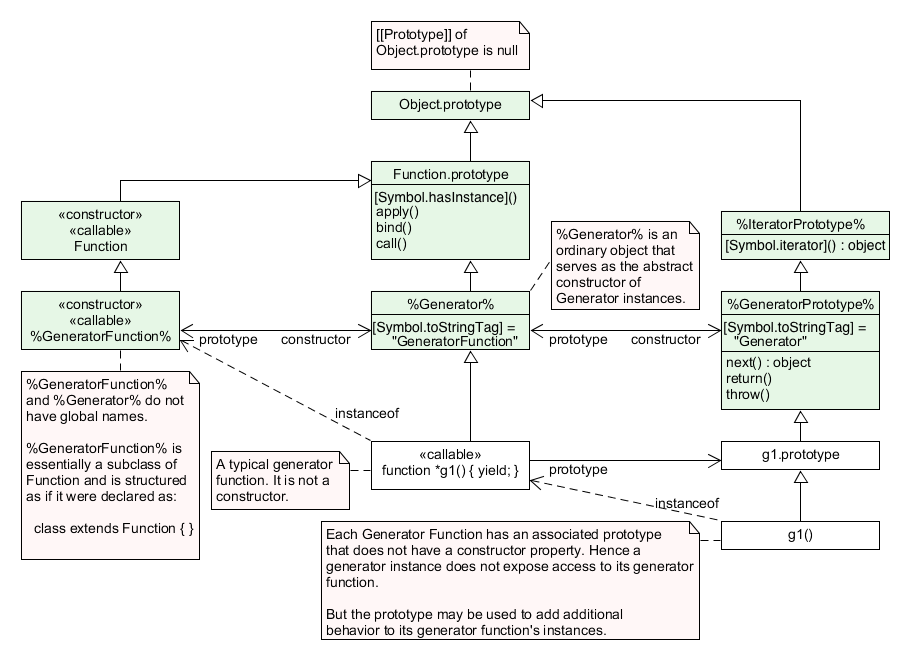 [[Prototype]] of
Object.prototype is null
Object.prototype
Function.prototype
[Symbol.hasInstance]()
apply()
bind()
call()
«constructor»
«callable»
Function
%Generator% is an
ordinary object that
serves as the abstract
constructor of
Generator instances.
%IteratorPrototype%
[Symbol.iterator]() : object
«constructor»
«callable»
%GeneratorFunction%
prototype
constructor
%Generator%
[Symbol.toStringTag] =
"GeneratorFunction"
prototype
constructor
%GeneratorPrototype%
[Symbol.toStringTag] =
"Generator"
next() : object
return()
throw()
%GeneratorFunction%
and %Generator% do not
have global names.
%GeneratorFunction% is
essentially a subclass of
Function and is structured
as if it were declared as:
class extends Function { }
instanceof
A typical generator
function. It is not a
constructor.
«callable»
function *g1() { yield; }
prototype
g1.prototype
instanceof
g1()
Each Generator Function has an associated prototype
that does not have a constructor property. Hence a
generator instance does not expose access to its generator
function.
But the prototype may be used to add additional
behavior to its generator function's instances.